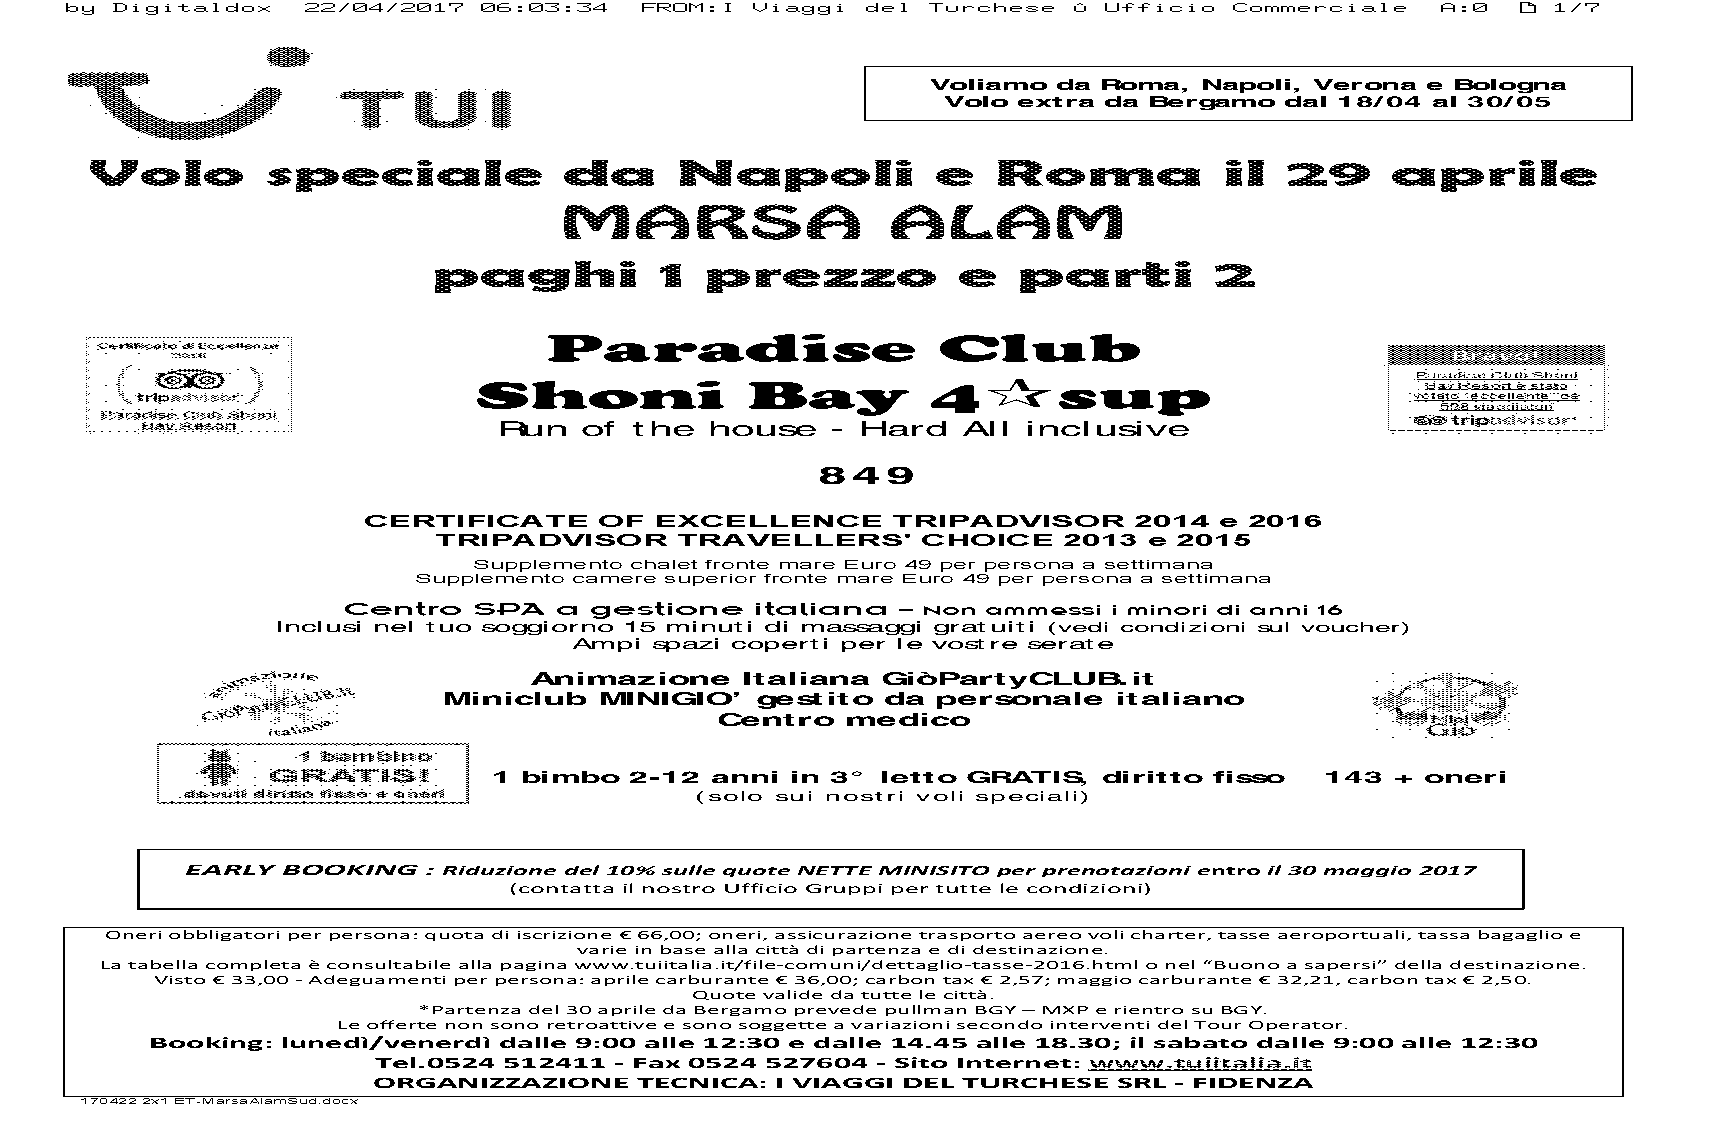 by Digitaldox 22/04/2017 06:03:34 FROM:I Viaggi del Turchese ù Ufficio Commerciale A:0 1/7
TUI
Voliamo da Roma, Napoli, Verona e Bologna
Volo extra da Bergamo dal 18/04 al 30/05
Volo speciale da Napoli e Roma il 29 aprile
MARSA ALAM
paghi 1 prezzo e parti 2
Paradise Club
Shoni Bay 4☆sup
Run of the house - Hard All inclusive
Certificato di Eccellenza
tripadvisor
Paradise Club Shoni
Bay Resort
Bravo!
Paradise Club Shoni
Bay Resort è stato
votato "eccellente" da
528 viaggiatori
tripadvisor
849
CERTIFICATE OF EXCELLENCE TRIPADVISOR 2014 e 2016
TRIPADVISOR TRAVELLERS' CHOICE 2013 e 2015
Supplemento chalet fronte mare Euro 49 per persona a settimana
Supplemento camere superior fronte mare Euro 49 per persona a settimana
Centro SPA a gestione italiana – Non ammessi i minori di anni 16
Inclusi nel tuo soggiorno 15 minuti di massaggi gratuiti (vedi condizioni sul voucher)
Ampi spazi coperti per le vostre serate
Animazione
GiòPartyCLUB.it
italiana
Animazione Italiana GiòPartyCLUB.it
Miniclub MINIGIO’ gestito da personale italiano
Centro medico
Mini
Giò
1 bambino
GRATIS!
dovuti diritto fisso e oneri
1 bimbo 2-12 anni in 3° letto GRATIS, diritto fisso 143 + oneri
(solo sui nostri voli speciali)
EARLY BOOKING : Riduzione del 10% sulle quote NETTE MINISITO per prenotazioni entro il 30 maggio 2017
(contatta il nostro Ufficio Gruppi per tutte le condizioni)
Oneri obbligatori per persona: quota di iscrizione € 66,00; oneri, assicurazione trasporto aereo voli charter, tasse aeroportuali, tassa bagaglio e
varie in base alla città di partenza e di destinazione.
La tabella completa è consultabile alla pagina www.tuiitalia.it/file-comuni/dettaglio-tasse-2016.html o nel “Buono a sapersi” della destinazione.
Visto € 33,00 - Adeguamenti per persona: aprile carburante € 36,00; carbon tax € 2,57; maggio carburante € 32,21, carbon tax € 2,50.
Quote valide da tutte le città.
*Partenza del 30 aprile da Bergamo prevede pullman BGY – MXP e rientro su BGY.
Le offerte non sono retroattive e sono soggette a variazioni secondo interventi del Tour Operator.
Booking: lunedì/venerdì dalle 9:00 alle 12:30 e dalle 14.45 alle 18.30; il sabato dalle 9:00 alle 12:30
Tel.0524 512411 - Fax 0524 527604 - Sito Internet: www.tuiitalia.it
ORGANIZZAZIONE TECNICA: I VIAGGI DEL TURCHESE SRL - FIDENZA
170422 2x1 ET-MarsaAlamSud.docx